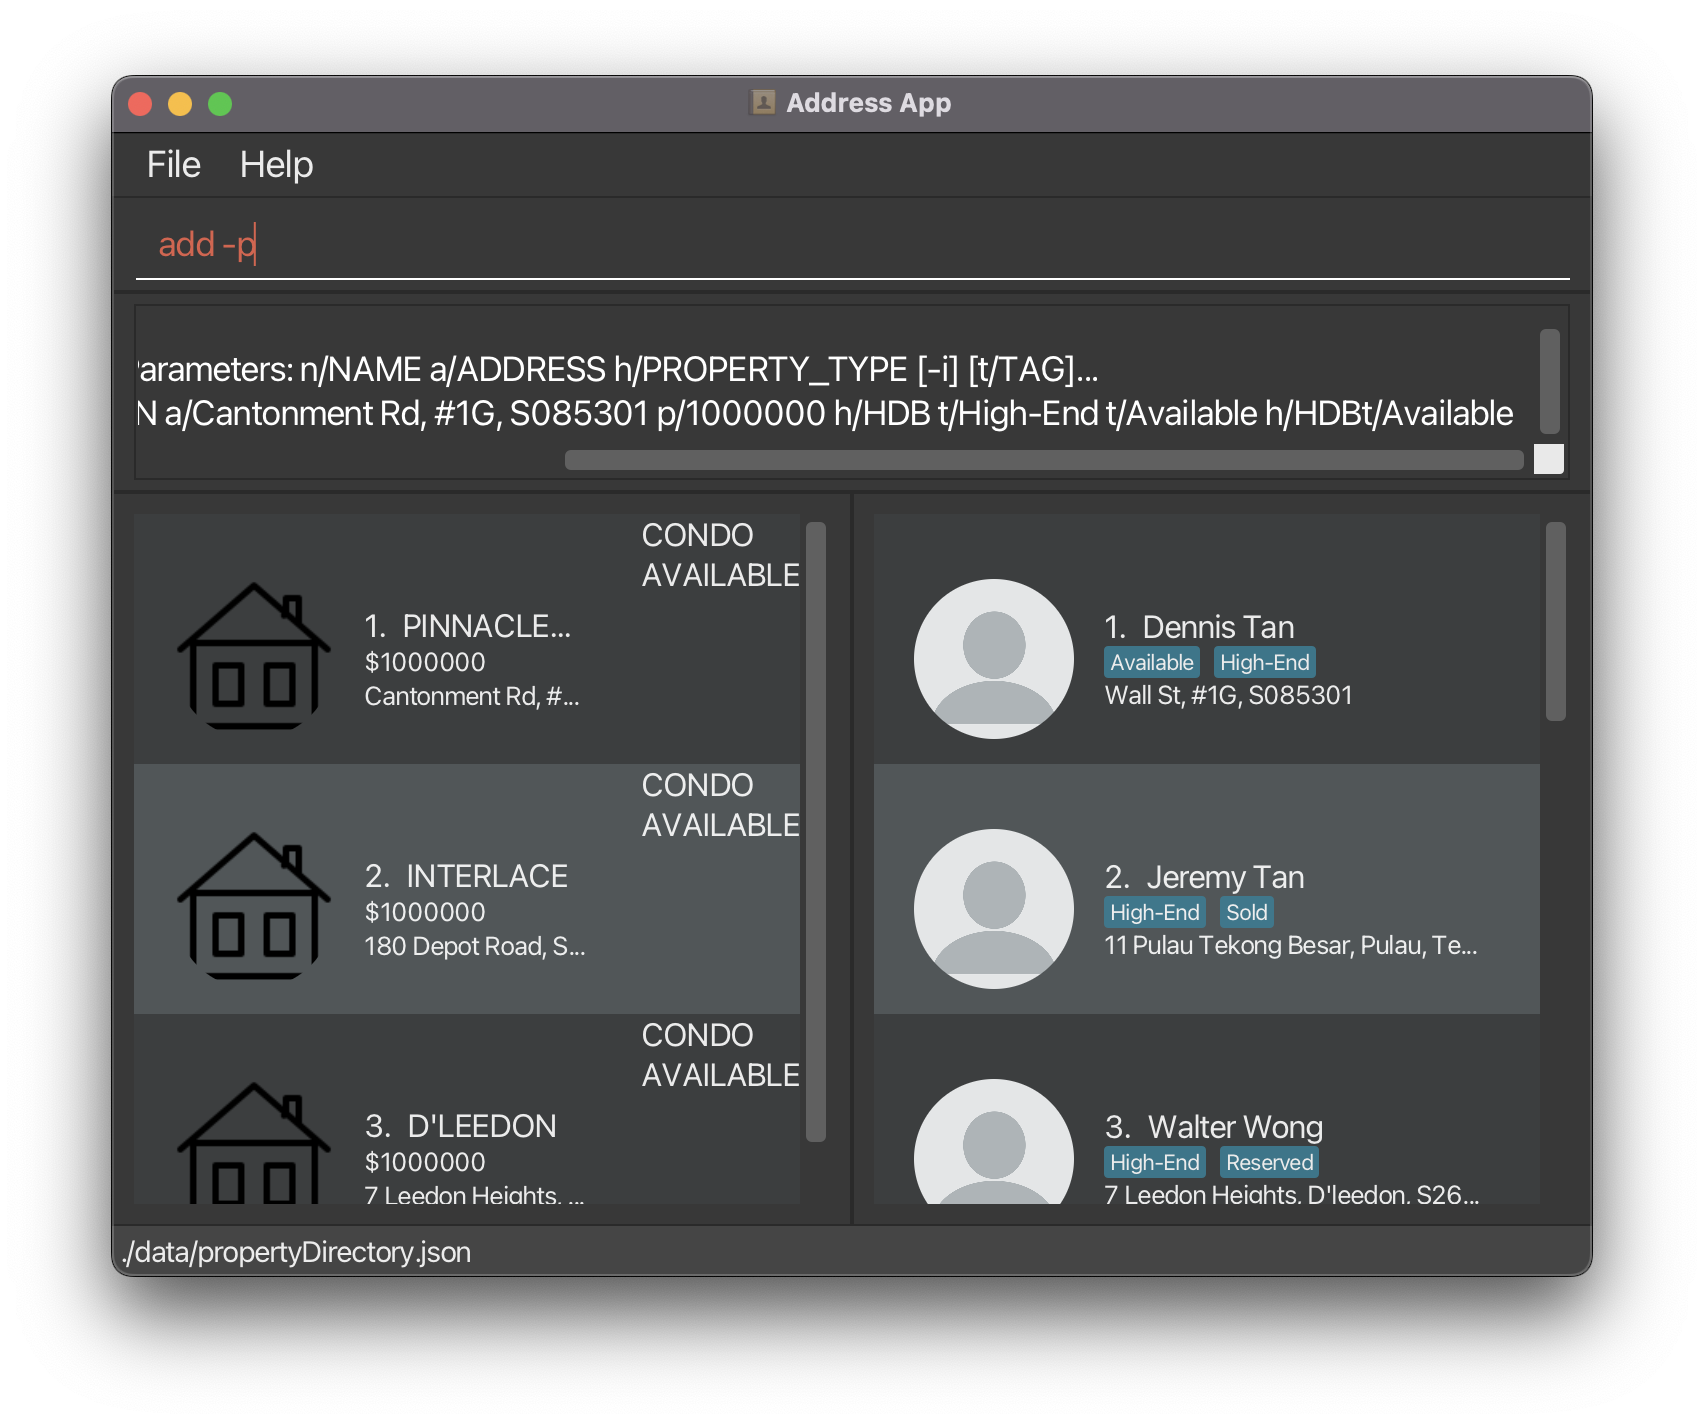 Address App
File Help
add -p
arameters: n/NAME a/ADDRESS h/PROPERTY_TYPE [-i] [t/TAG]...
N a/Cantonment Rd, #1G, S085301 p/1000000 h/HDB t/High-End t/Available h/HDBt/Available
CONDO
AVAILABLE
1. PINNACLE...
$1000000
Cantonment Rd, #...
CONDO
AVAILABLE
2. INTERLACE
$1000000
180 Depot Road, S...
CONDO
AVAILABLE
3. D'LEEDON
$1000000
7 Leedon Heights, ...
1. Dennis Tan
Available High-End
Wall St, #1G, S085301
2. Jeremy Tan
High-End Sold
11 Pulau Tekong Besar, Pulau, Te...
3. Walter Wong
High-End Reserved
7 Leedon Heights, D'leedon, S26...
./data/propertyDirectory.json